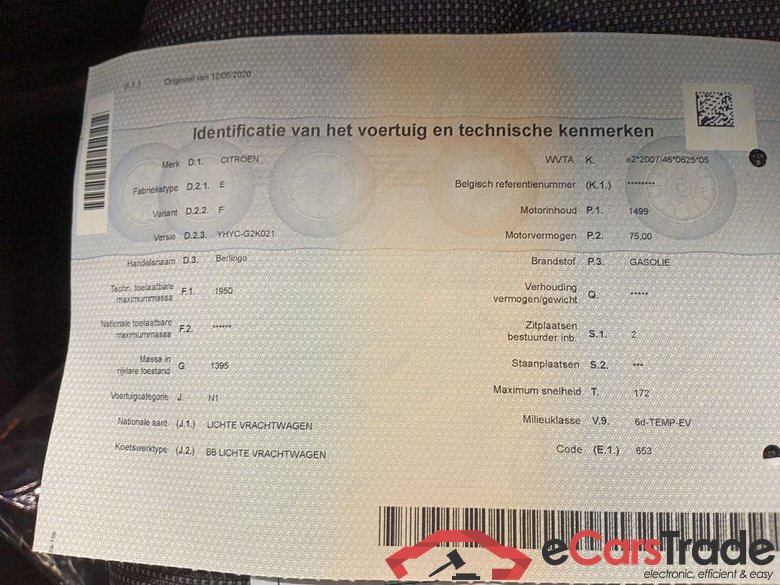 (I.1.) Origineel van 12/05/2020
Identificatie van het voertuig en technische kenmerken
Merk D.1. CITROEN
Fabriekstype D.2.1. E
Variant D.2.2. F
Versie D.2.3. YHYC-G2K021
Handelsnaam D.3. Berlingo
Techn. toelaatbare
maximummassa F.1. 1950
Nationale toelaatbare
maximummassa F.2. ******
Massa in
rijklare toestand G. 1395
Voertuigcategorie J. N1
Nationale aard (J.1.) LICHTE VRACHTWAGEN
Koetswerktype (J.2.) BB LICHTE VRACHTWAGEN
WVTA K. e2*2007/46*0625*05
Belgisch referentienummer (K.1.) ********
Motorinhoud P.1. 1499
Motorvermogen P.2. 75.00
Brandstof P.3. GASOLIE
Verhouding
vermogen/gewicht Q. *****
Zitplaatsen
bestuurder inb. S.1. 2
Staanplaatsen S.2. ***
Maximum snelheid T. 172
Milieuklasse V.9. 6d-TEMP-EV
Code (E.1.) 653
eCarsTrade
electronic, efficient & easy